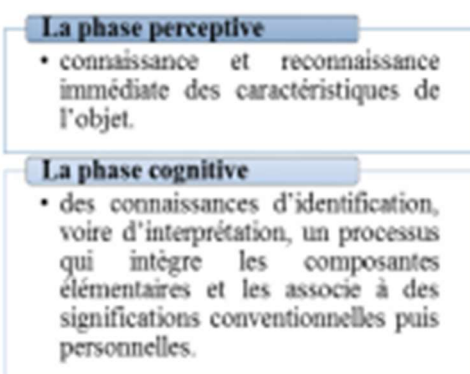 La phase perceptive
• connaissance et reconnaissance
immédiate des caractéristiques de
l'objet.
La phase cognitive
• des connaissances d'identification,
voire d'interprétation, un processus
qui intègre les composantes
élémentaires et les associe à des
significations conventionnelles puis
personnelles.